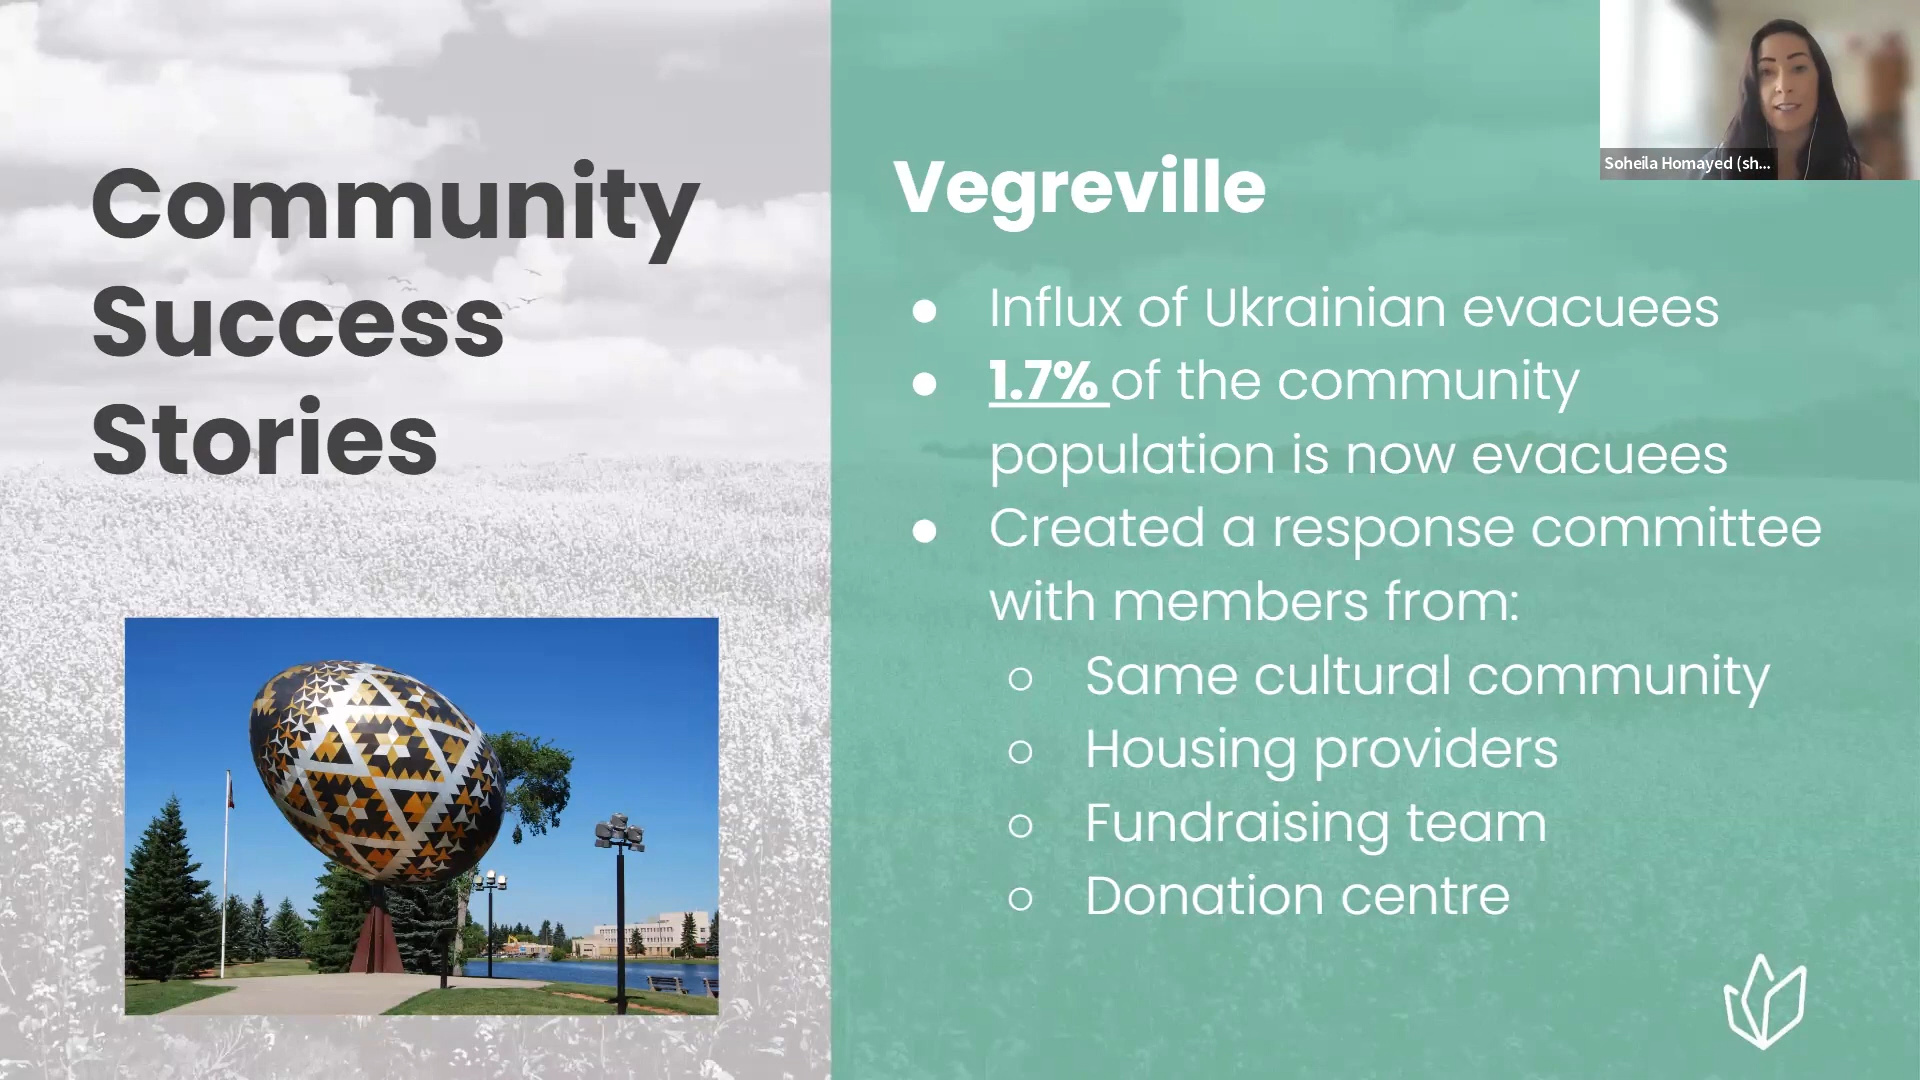 Community
Success
Stories
Vegreville
● Influx of Ukrainian evacuees
● 1.7% of the community
population is now evacuees
● Created a response committee
with members from:
○ Same cultural community
○ Housing providers
○ Fundraising team
○ Donation centre
Soheila Homayed (sh...